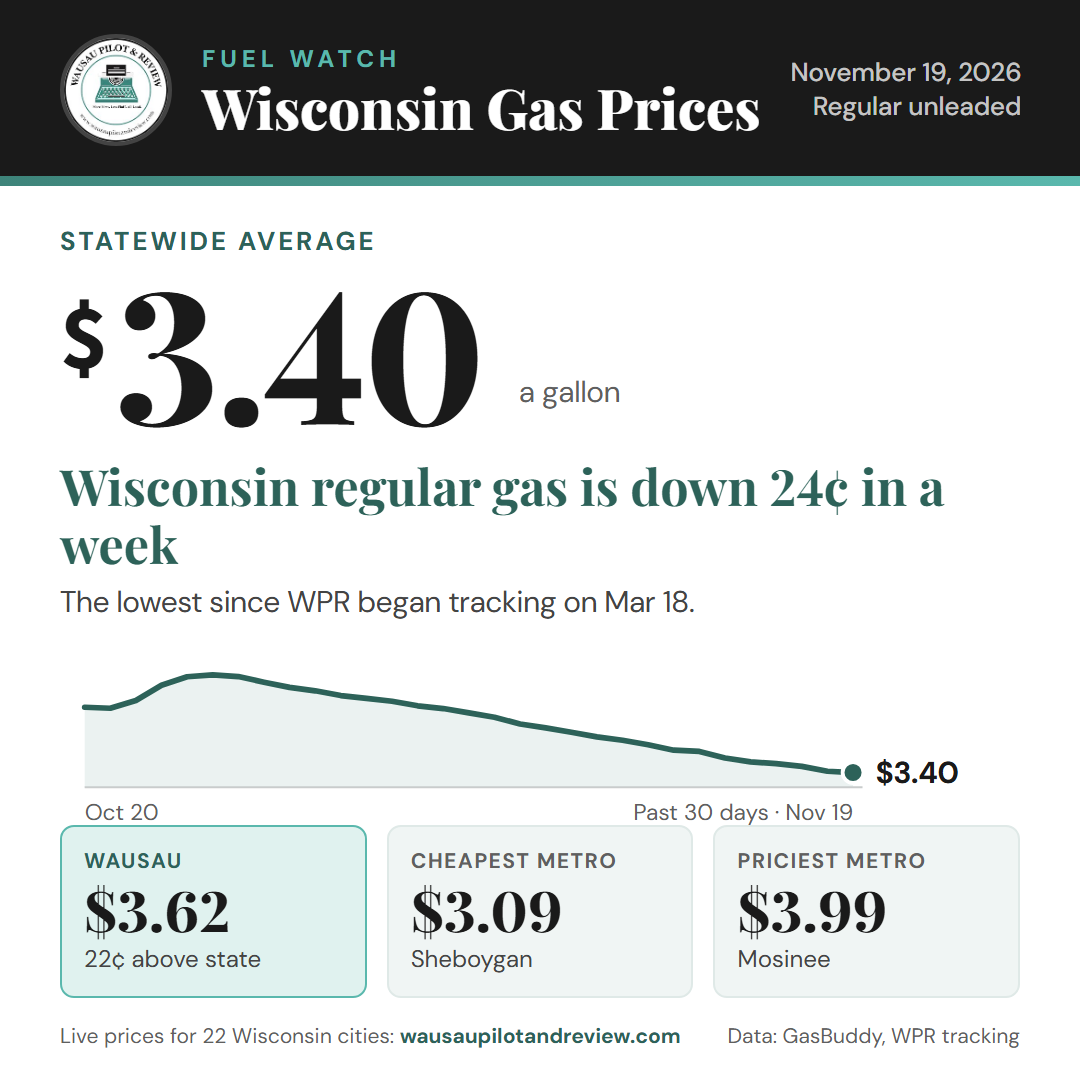 WAUSAU PILOT & REVIEW
FUEL WATCH
Wisconsin Gas Prices
November 19, 2026
Regular unleaded
STATEWIDE AVERAGE
$3.40
a gallon
Wisconsin regular gas is down 24¢ in a
week
The lowest since WPR began tracking on Mar 18.
$3.40
Oct 20
Past 30 days · Nov 19
WAUSAU
$3.62
22¢ above state
CHEAPEST METRO
$3.09
Sheboygan
PRICIEST METRO
$3.99
Mosinee
Live prices for 22 Wisconsin cities: wausaupilotandreview.com
Data: GasBuddy, WPR tracking